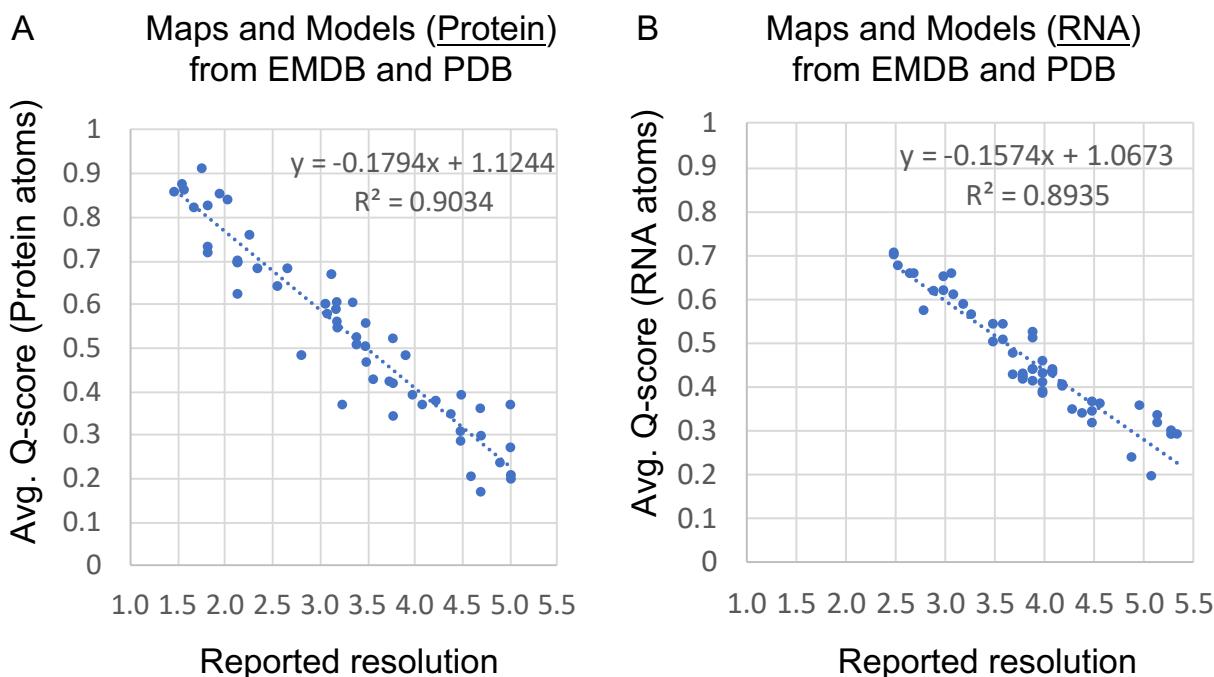 A
Maps and Models (Protein)
from EMDB and PDB
Avg. Q-score (Protein atoms)
1
0.9
0.8
0.7
0.6
0.5
0.4
0.3
0.2
0.1
0
y = -0.1794x + 1.1244
R² = 0.9034
1.0 1.5 2.0 2.5 3.0 3.5 4.0 4.5 5.0 5.5
Reported resolution
B
Maps and Models (RNA)
from EMDB and PDB
Avg. Q-score (RNA atoms)
1
0.9
0.8
0.7
0.6
0.5
0.4
0.3
0.2
0.1
0
y = -0.1574x + 1.0673
R² = 0.8935
1.0 1.5 2.0 2.5 3.0 3.5 4.0 4.5 5.0 5.5
Reported resolution